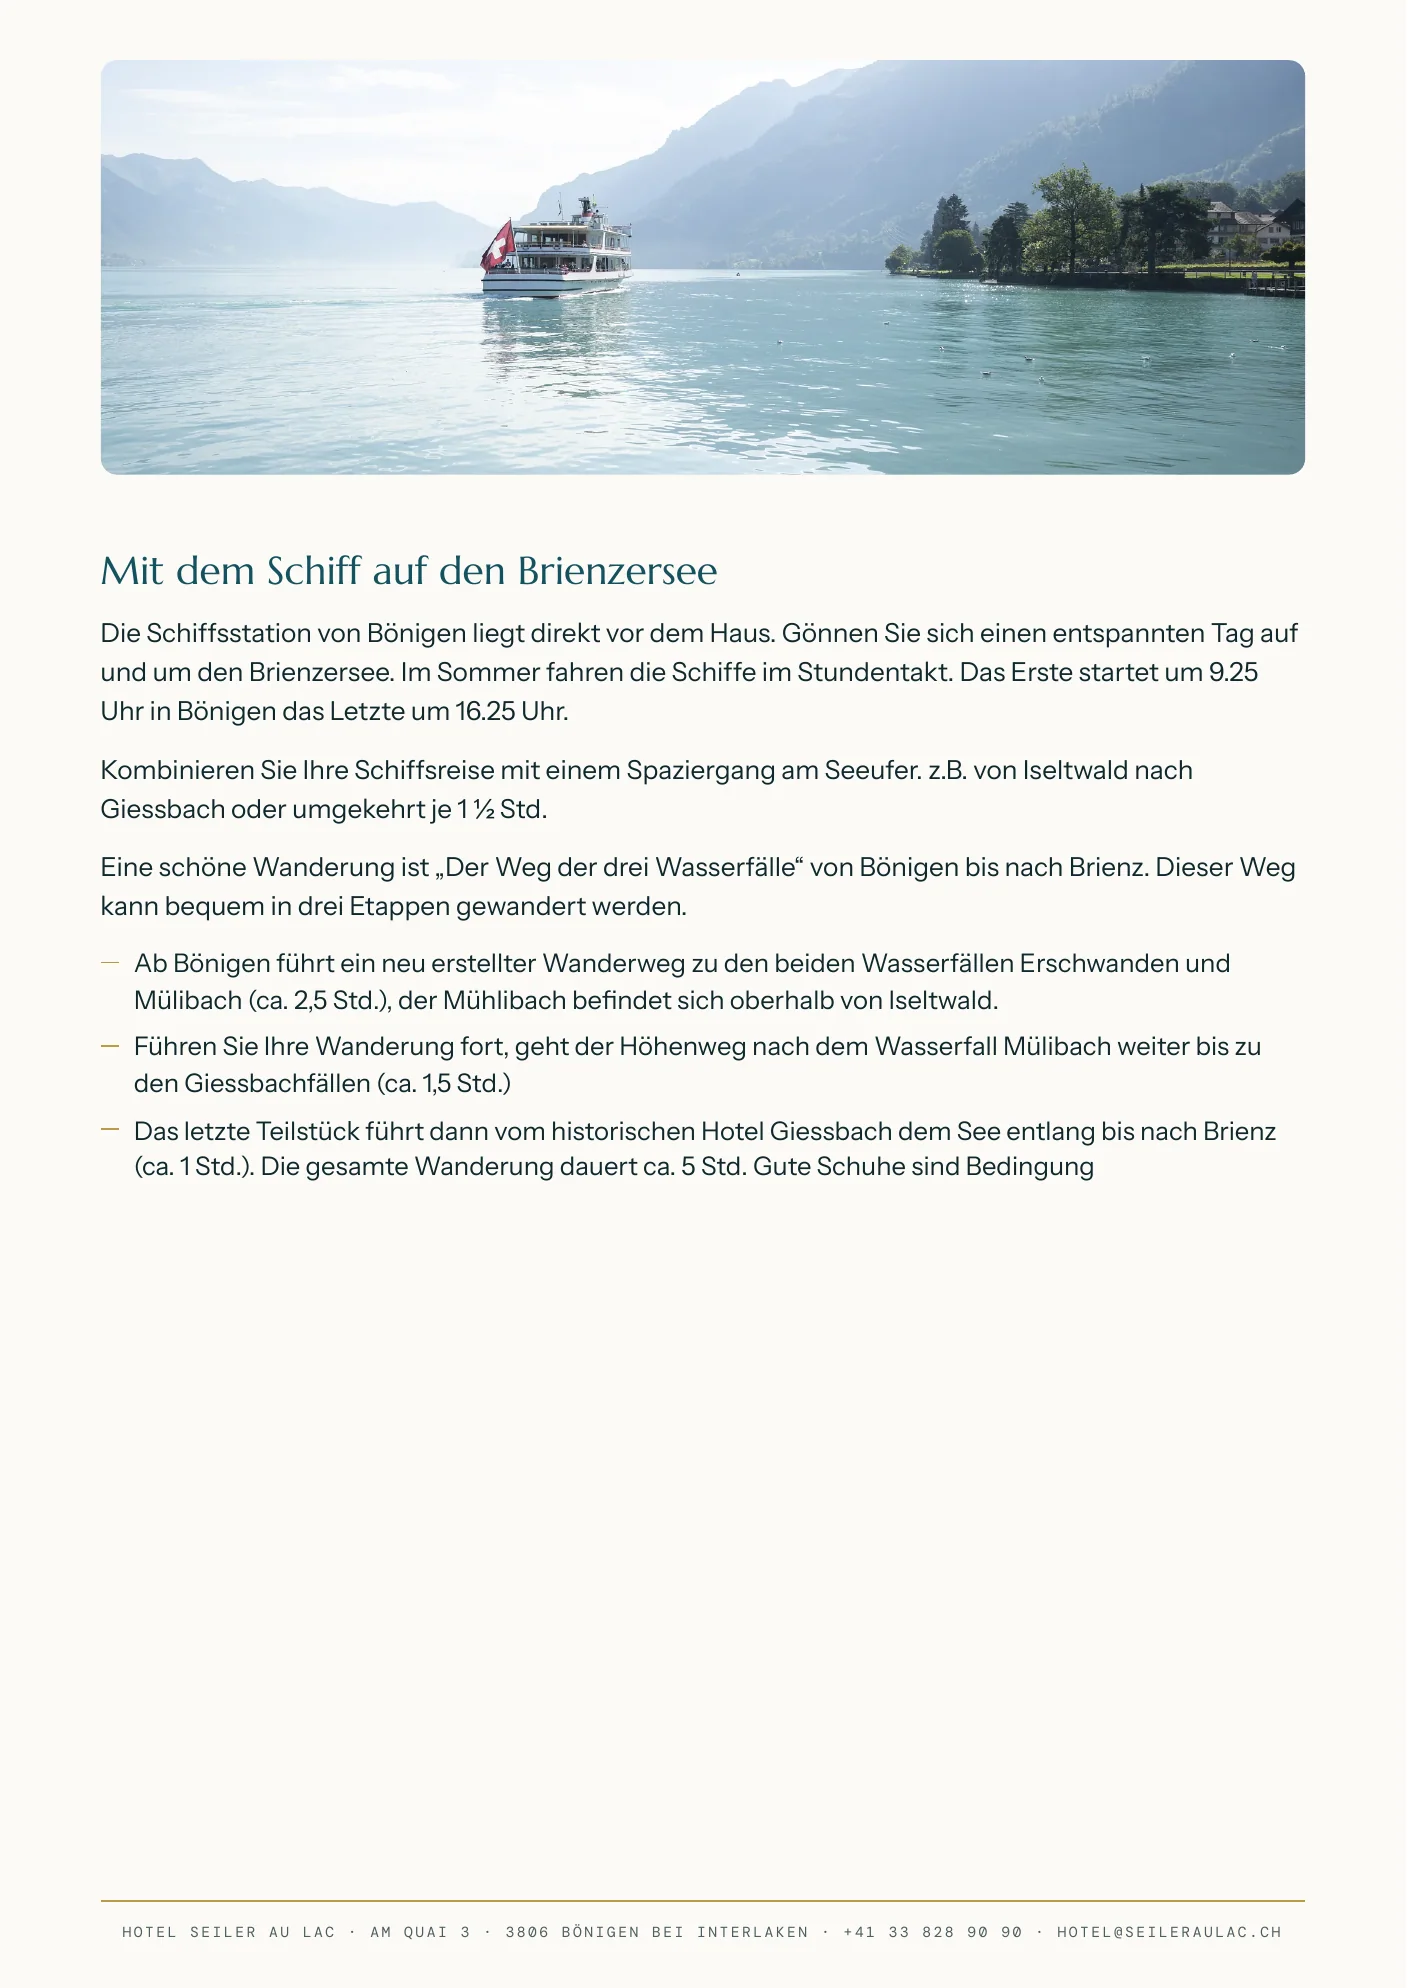 Mit dem Schiff auf den Brienzersee
Die Schiffsstation von Bönigen liegt direkt vor dem Haus. Gönnen Sie sich einen entspannten Tag auf
und um den Brienzersee. Im Sommer fahren die Schiffe im Stundentakt. Das Erste startet um 9.25
Uhr in Bönigen das Letzte um 16.25 Uhr.
Kombinieren Sie Ihre Schiffsreise mit einem Spaziergang am Seeufer. z.B. von Iseltwald nach
Giessbach oder umgekehrt je 1 ½ Std.
Eine schöne Wanderung ist „Der Weg der drei Wasserfälle“ von Bönigen bis nach Brienz. Dieser Weg
kann bequem in drei Etappen gewandert werden.
— Ab Bönigen führt ein neu erstellter Wanderweg zu den beiden Wasserfällen Erschwanden und
Mülibach (ca. 2,5 Std.), der Mühlibach befindet sich oberhalb von Iseltwald.
— Führen Sie Ihre Wanderung fort, geht der Höhenweg nach dem Wasserfall Mülibach weiter bis zu
den Giessbachfällen (ca. 1,5 Std.)
— Das letzte Teilstück führt dann vom historischen Hotel Giessbach dem See entlang bis nach Brienz
(ca. 1 Std.). Die gesamte Wanderung dauert ca. 5 Std. Gute Schuhe sind Bedingung
HOTEL SEILER AU LAC · AM QUAI 3 · 3806 BÖNIGEN BEI INTERLAKEN · +41 33 828 90 90 · HOTEL@SEILERAULAC.CH